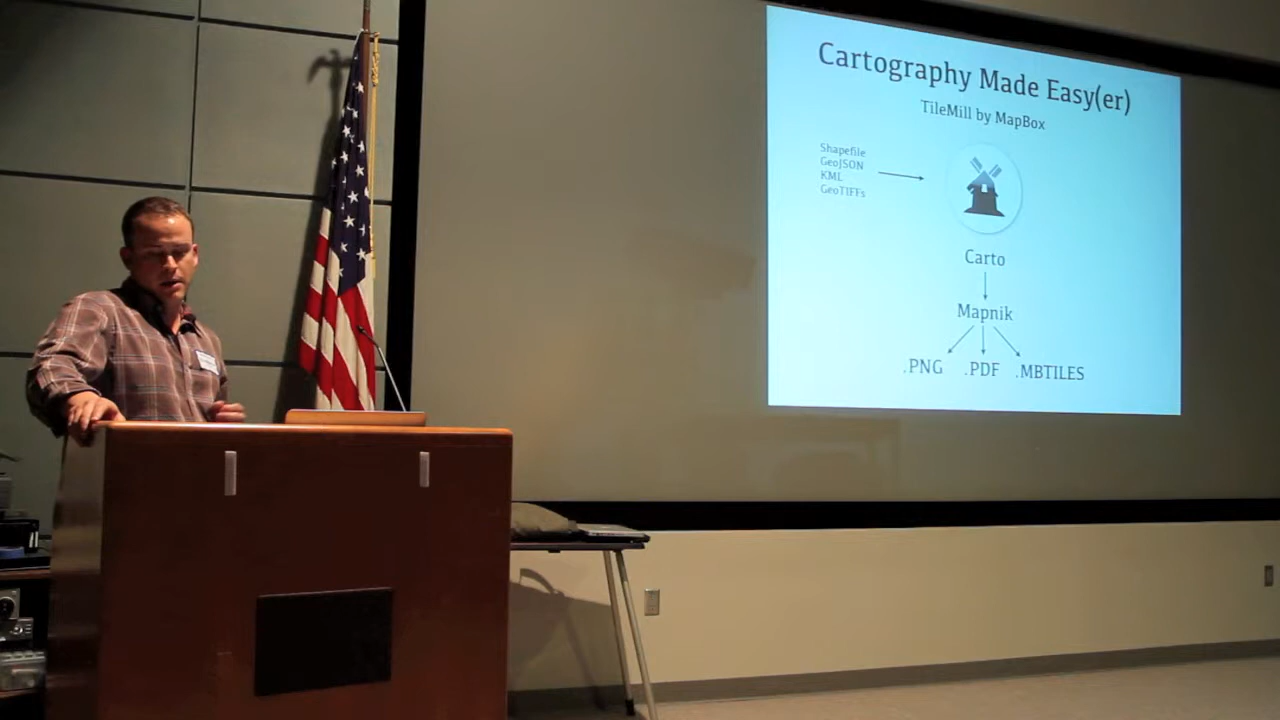 Cartography Made Easy(er)
TileMill by MapBox
Shapefile
GeoJSON
KML
GeoTIFFs
Carto
Mapnik
.PNG .PDF .MBTILES